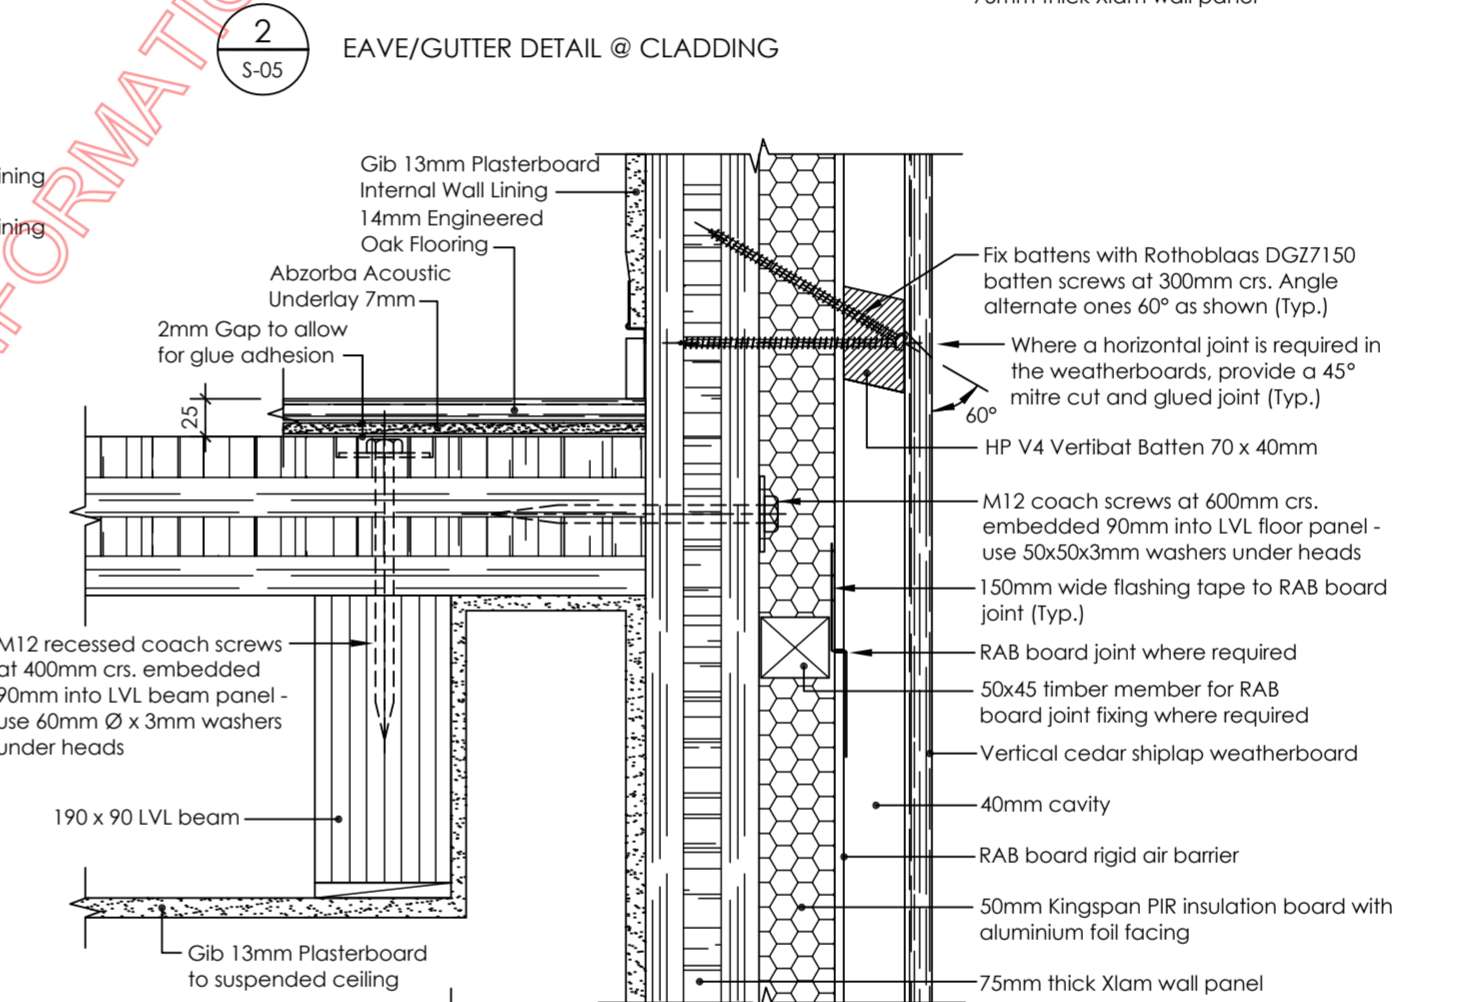 75mm thick Xlam wall panel
2
S-05
EAVE/GUTTER DETAIL @ CLADDING
FORMATIO
ining
ining
Gib 13mm Plasterboard
Internal Wall Lining
14mm Engineered
Oak Flooring
Abzorba Acoustic
Underlay 7mm
2mm Gap to allow
for glue adhesion
25
M12 recessed coach screws
at 400mm crs. embedded
90mm into LVL beam panel -
use 60mm Ø x 3mm washers
under heads
190 x 90 LVL beam
Gib 13mm Plasterboard
to suspended ceiling
Fix battens with Rothoblaas DGZ7150
batten screws at 300mm crs. Angle
alternate ones 60° as shown (Typ.)
Where a horizontal joint is required in
the weatherboards, provide a 45°
mitre cut and glued joint (Typ.)
60°
HP V4 Vertibat Batten 70 x 40mm
M12 coach screws at 600mm crs.
embedded 90mm into LVL floor panel -
use 50x50x3mm washers under heads
150mm wide flashing tape to RAB board
joint (Typ.)
RAB board joint where required
50x45 timber member for RAB
board joint fixing where required
Vertical cedar shiplap weatherboard
40mm cavity
RAB board rigid air barrier
50mm Kingspan PIR insulation board with
aluminium foil facing
75mm thick Xlam wall panel